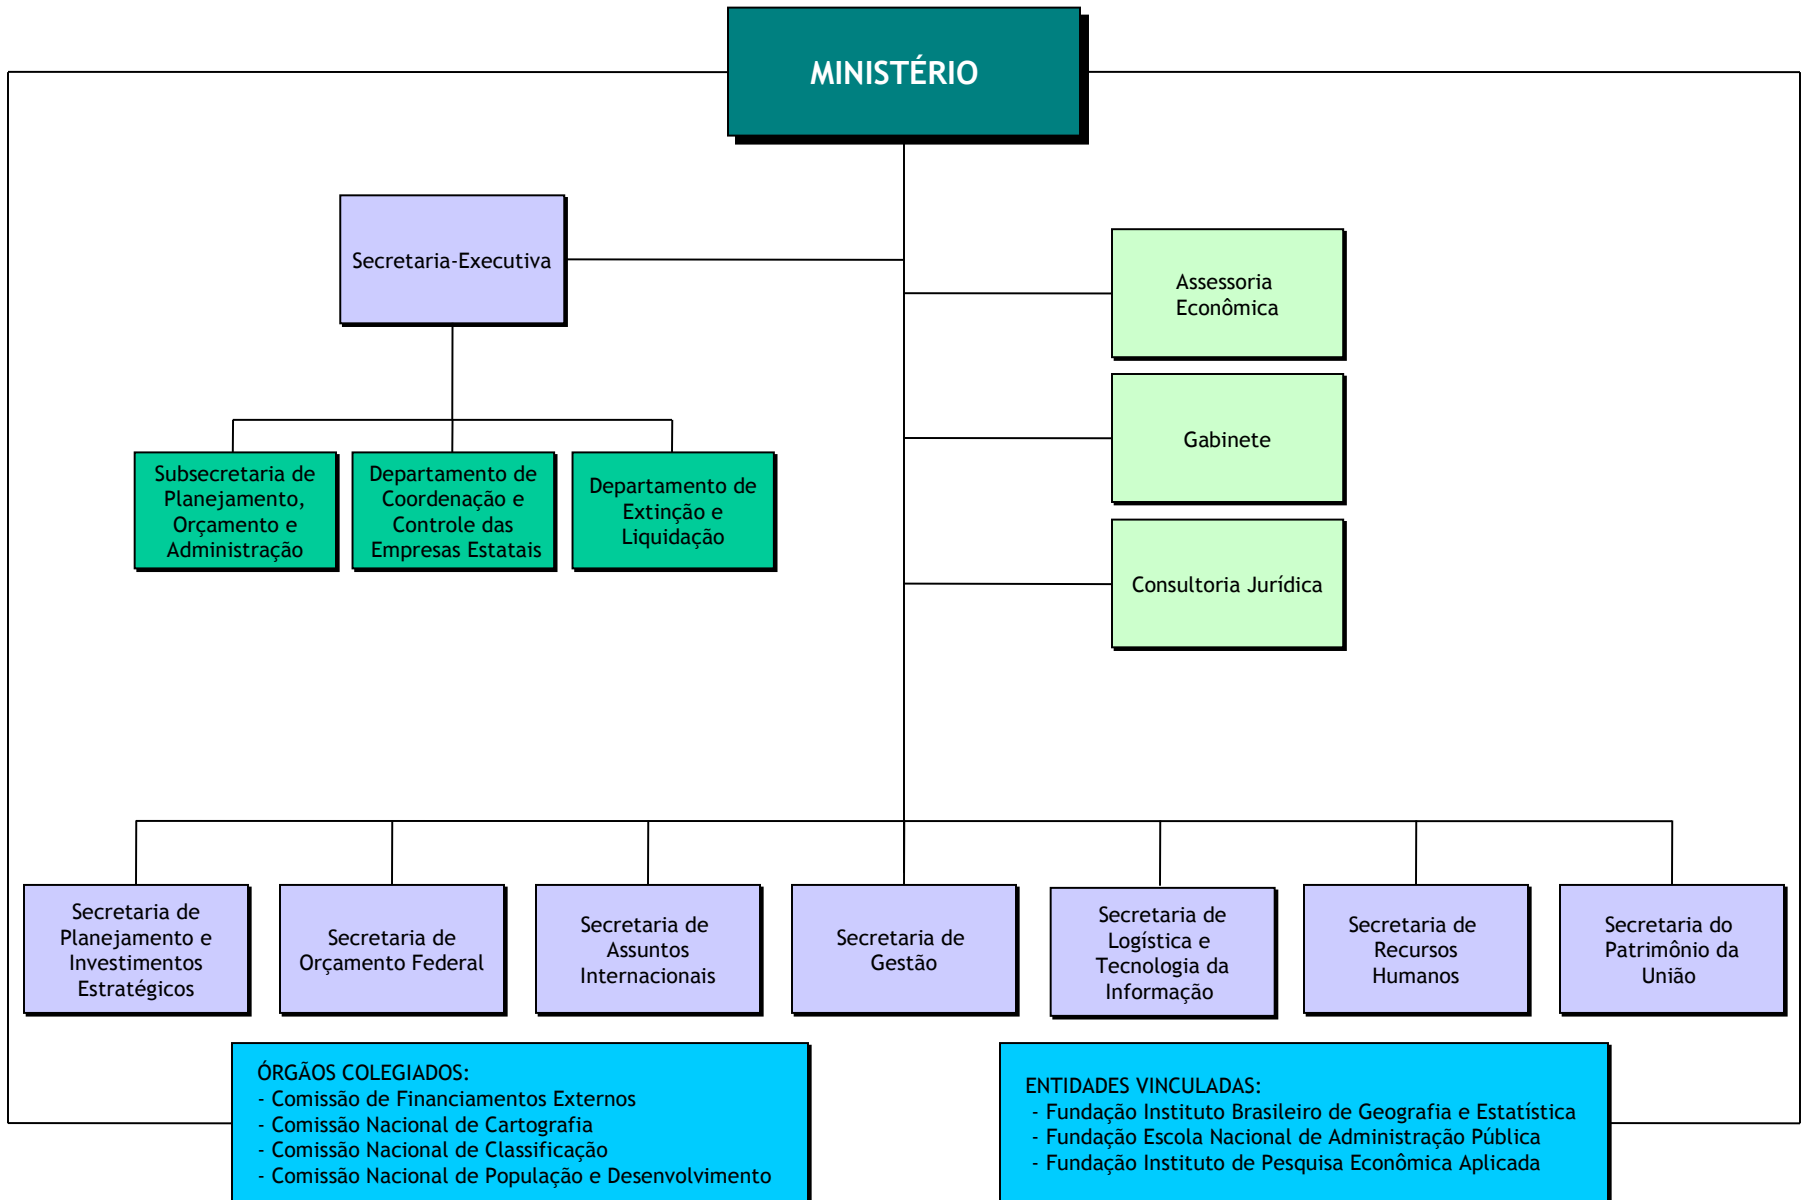 MINISTÉRIO
Secretaria-Executiva
Assessoria
Econômica
Gabinete
Subsecretaria de
Planejamento,
Orçamento e
Administração
Departamento de
Coordenação e
Controle das
Empresas Estatais
Departamento de
Extinção e
Liquidação
Consultoria Jurídica
Secretaria de
Planejamento e
Investimentos
Estratégicos
Secretaria de
Orçamento Federal
Secretaria de
Assuntos
Internacionais
Secretaria de
Gestão
Secretaria de
Logística e
Tecnologia da
Informação
Secretaria de
Recursos
Humanos
Secretaria do
Patrimônio da
União
ÓRGÃOS COLEGIADOS:
- Comissão de Financiamentos Externos
- Comissão Nacional de Cartografia
- Comissão Nacional de Classificação
- Comissão Nacional de População e Desenvolvimento
ENTIDADES VINCULADAS:
- Fundação Instituto Brasileiro de Geografia e Estatística
- Fundação Escola Nacional de Administração Pública
- Fundação Instituto de Pesquisa Econômica Aplicada